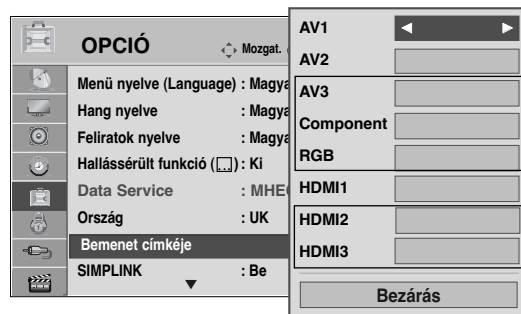 OPCIÓ
Mozgat.
Menü nyelve (Language) : Magya
Hang nyelve : Magya
Feliratok nyelve : Magya
Hallássérült funkció ( ) : Ki
Data Service : MHE
Ország : UK
Bemenet címkéje
SIMPLINK : Be
AV1
AV2
AV3
Component
RGB
HDMI1
HDMI2
HDMI3
Bezárás